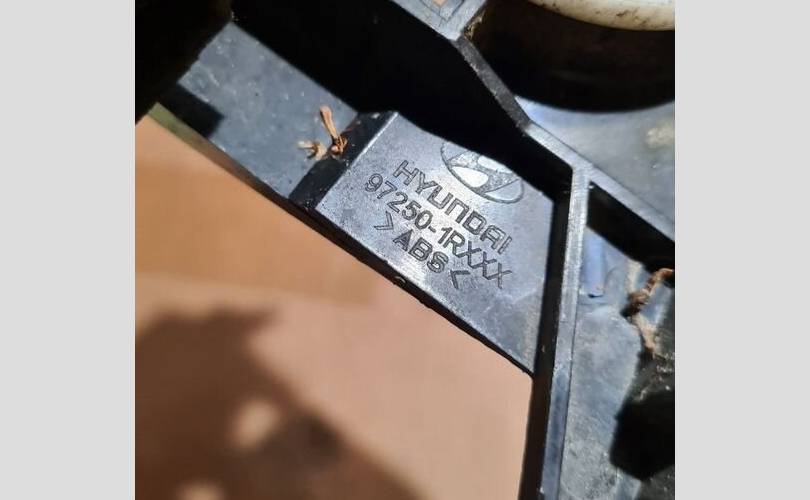 HYUNDAI
97250-1RXXX
>ABS<